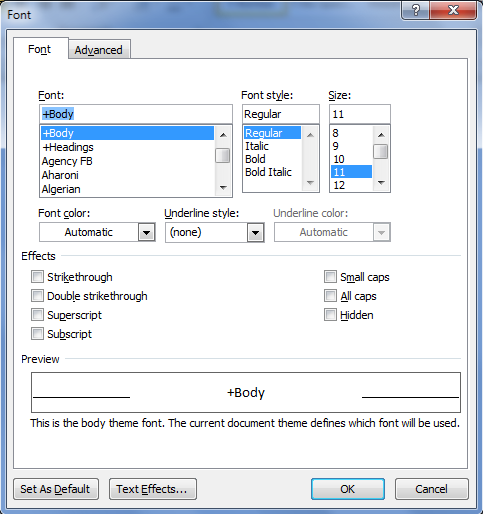 Font
Font Advanced
Font: Font style: Size:
+Body Regular 11
+Body Regular 8
+Headings Italic 9
Agency FB Bold 10
Aharoni Bold Italic 11
Algerian 12
Font color: Underline style: Underline color:
Automatic (none) Automatic
Effects
Strikethrough Small caps
Double strikethrough All caps
Superscript Hidden
Subscript
Preview
+Body
This is the body theme font. The current document theme defines which font will be used.
Set As Default Text Effects... OK Cancel